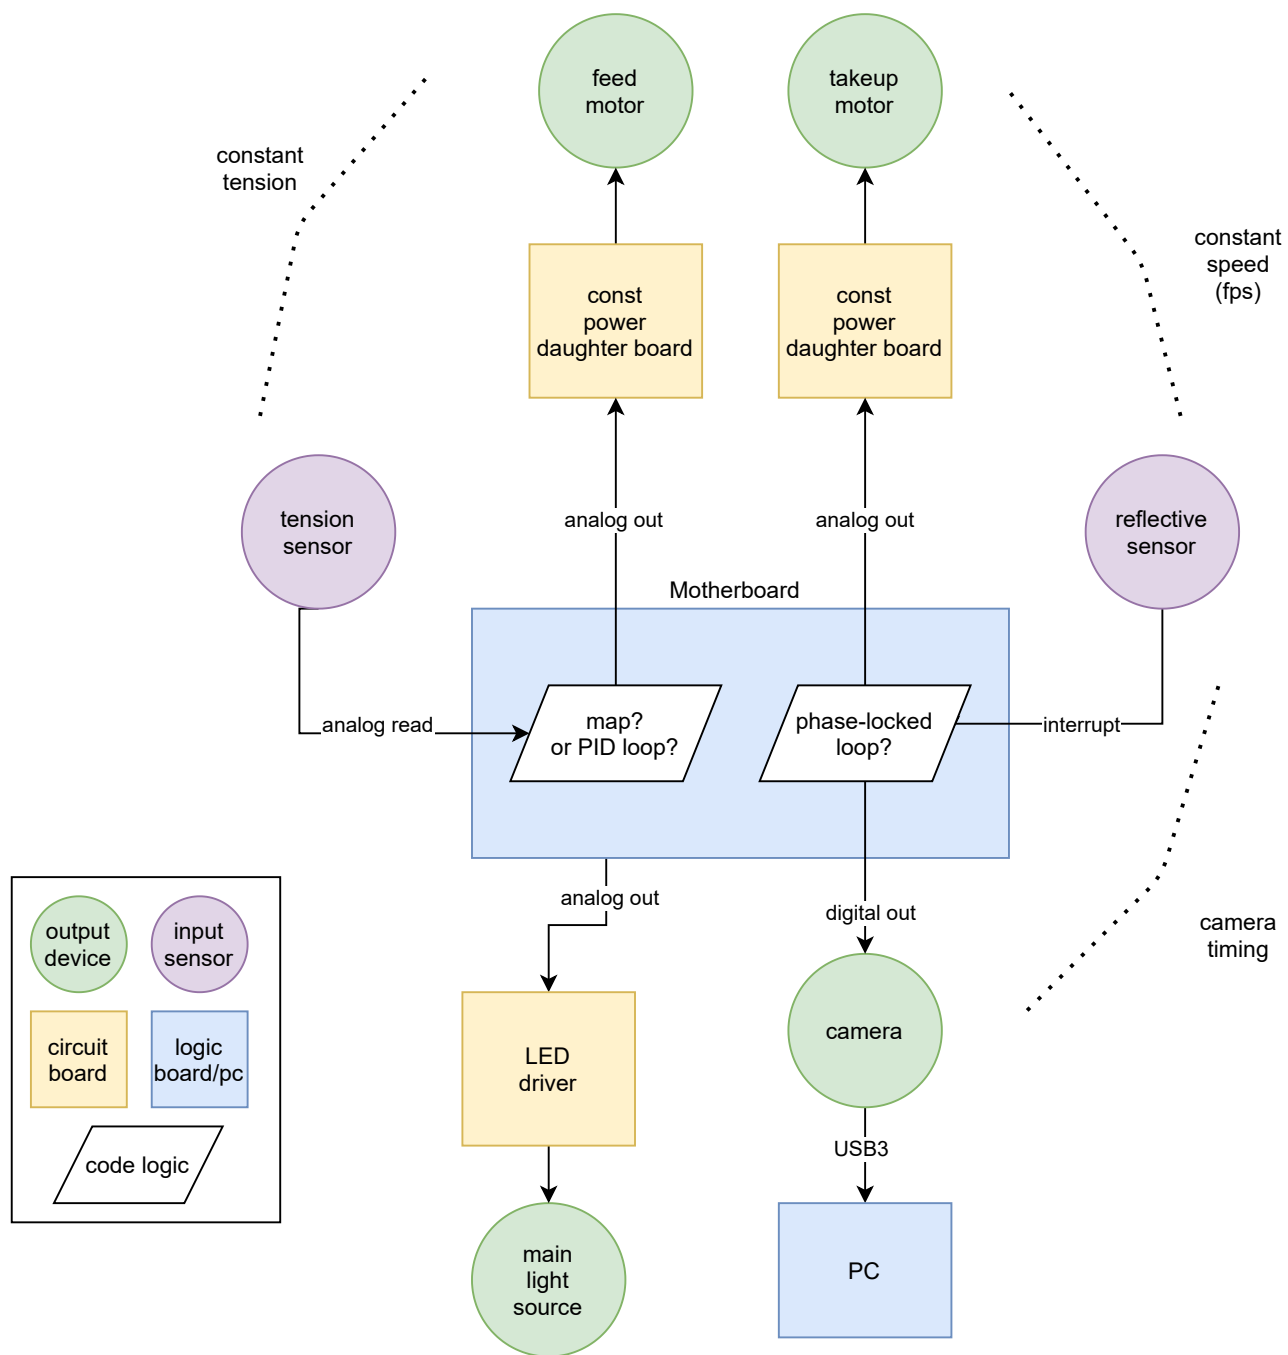 feed
motor
takeup
motor
constant
tension
constant
speed
(fps)
const
power
daughter board
const
power
daughter board
tension
sensor
analog out
analog out
reflective
sensor
Motherboard
analog read
map?
or PID loop?
phase-locked
loop?
interrupt
analog out
digital out
camera
timing
output
device
input
sensor
circuit
board
logic
board/pc
code logic
LED
driver
camera
USB3
main
light
source
PC